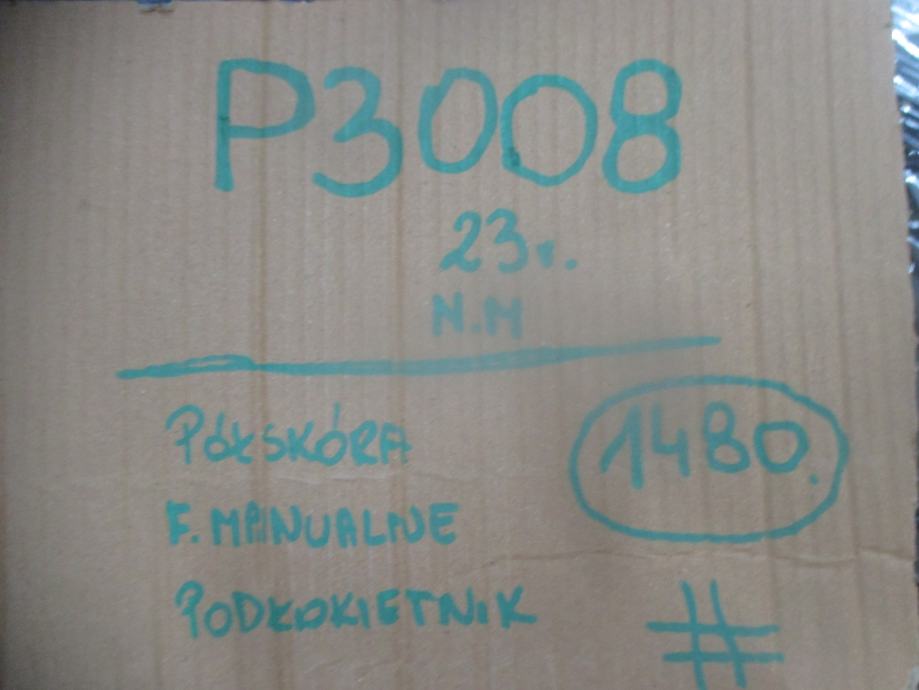 P3008
23r.
N.M
PÓŁSKÓRA
1480.
F. MANUALNE
PODŁOKIETNIK
#